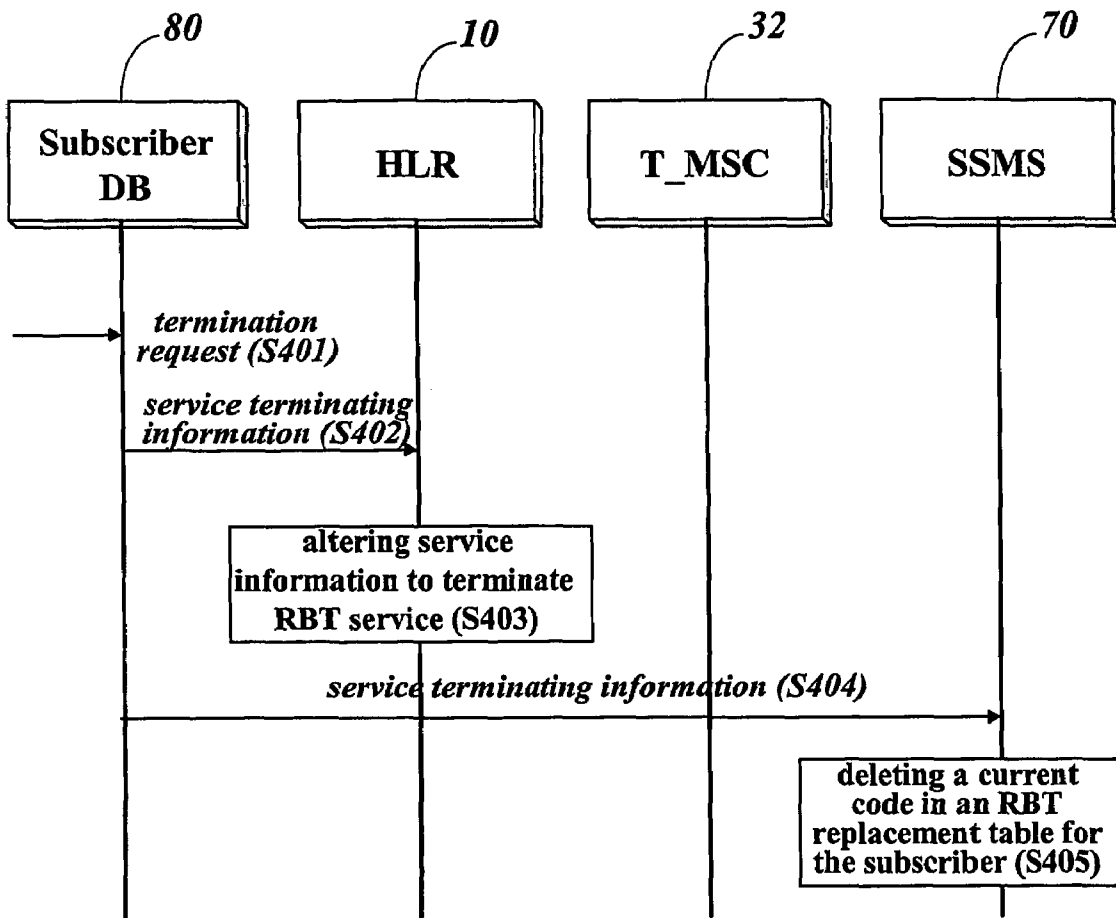 80
10
32
70
Subscriber
DB
HLR
T_MSC
SSMS
termination
request (S401)
service terminating
information (S402)
altering service
information to terminate
RBT service (S403)
service terminating information (S404)
deleting a current
code in an RBT
replacement table for
the subscriber (S405)